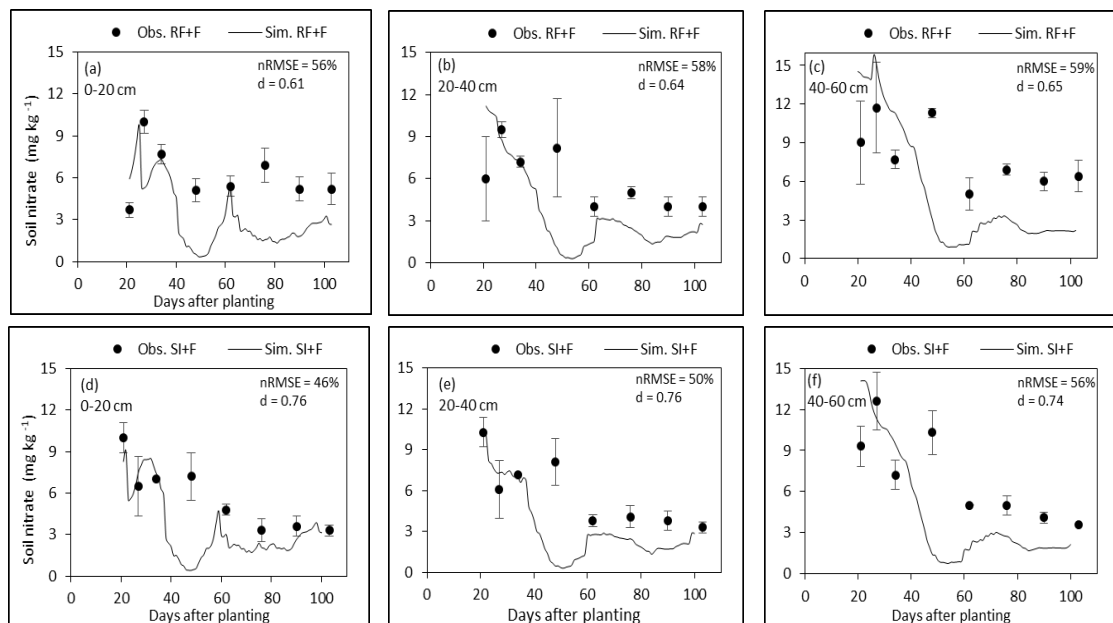 ● Obs. RF+F — Sim. RF+F
15
12
9
6
3
0
Soil nitrate (mg kg⁻¹)
(a)
0-20 cm
nRMSE = 56%
d = 0.61
0 20 40 60 80 100
Days after planting
● Obs. RF+F — Sim. RF+F
15
12
9
6
3
0
(b)
20-40 cm
nRMSE = 58%
d = 0.64
0 20 40 60 80 100
Days after planting
● Obs. RF+F — Sim. RF+F
15
12
9
6
3
0
(c)
40-60 cm
nRMSE = 59%
d = 0.65
0 20 40 60 80 100
Days after planting
● Obs. SI+F — Sim. SI+F
15
12
9
6
3
0
Soil nitrate (mg kg⁻¹)
(d)
0-20 cm
nRMSE = 46%
d = 0.76
0 20 40 60 80 100
Days after planting
● Obs. SI+F — Sim. SI+F
15
12
9
6
3
0
(e)
20-40 cm
nRMSE = 50%
d = 0.76
0 20 40 60 80 100
Days after planting
● Obs. SI+F — Sim. SI+F
15
12
9
6
3
0
(f)
40-60 cm
nRMSE = 56%
d = 0.74
0 20 40 60 80 100
Days after planting